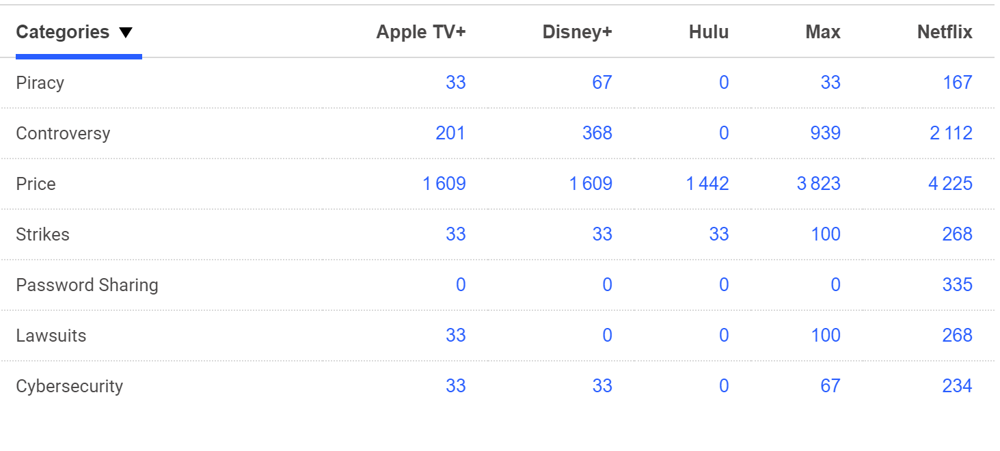 Categories ▼ Apple TV+ Disney+ Hulu Max Netflix
Piracy 33 67 0 33 167
Controversy 201 368 0 939 2 112
Price 1 609 1 609 1 442 3 823 4 225
Strikes 33 33 33 100 268
Password Sharing 0 0 0 0 335
Lawsuits 33 0 0 100 268
Cybersecurity 33 33 0 67 234